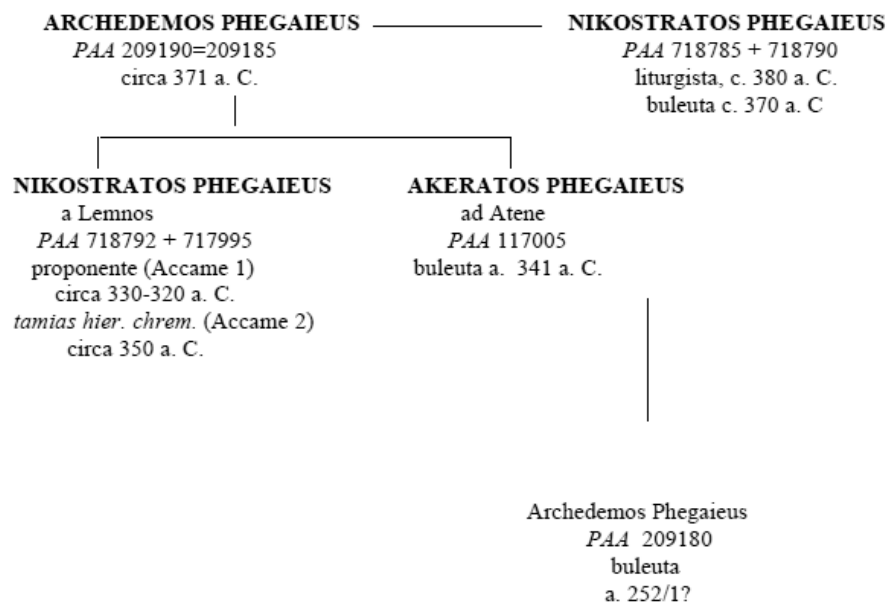 ARCHEDEMOS PHEGAIEUS
PAA 209190=209185
circa 371 a. C.
NIKOSTRATOS PHEGAIEUS
PAA 718785 + 718790
liturgista, c. 380 a. C.
buleuta c. 370 a. C
NIKOSTRATOS PHEGAIEUS
a Lemnos
PAA 718792 + 717995
proponente (Accame 1)
circa 330-320 a. C.
tamias hier. chrem. (Accame 2)
circa 350 a. C.
AKERATOS PHEGAIEUS
ad Atene
PAA 117005
buleuta a. 341 a. C.
Archedemos Phegaieus
PAA 209180
buleuta
a. 252/1?